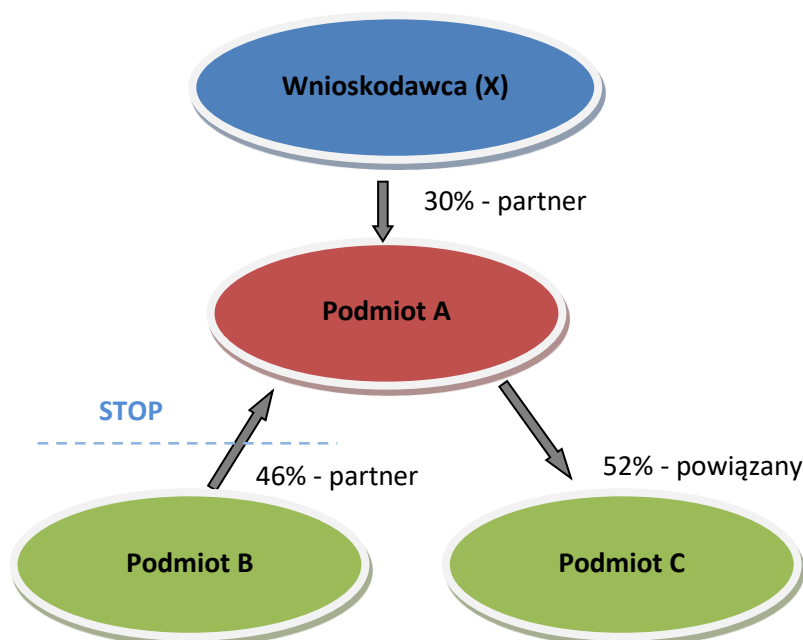 Wnioskodawca (X)
30% - partner
Podmiot A
STOP
46% - partner
52% - powiązany
Podmiot B
Podmiot C